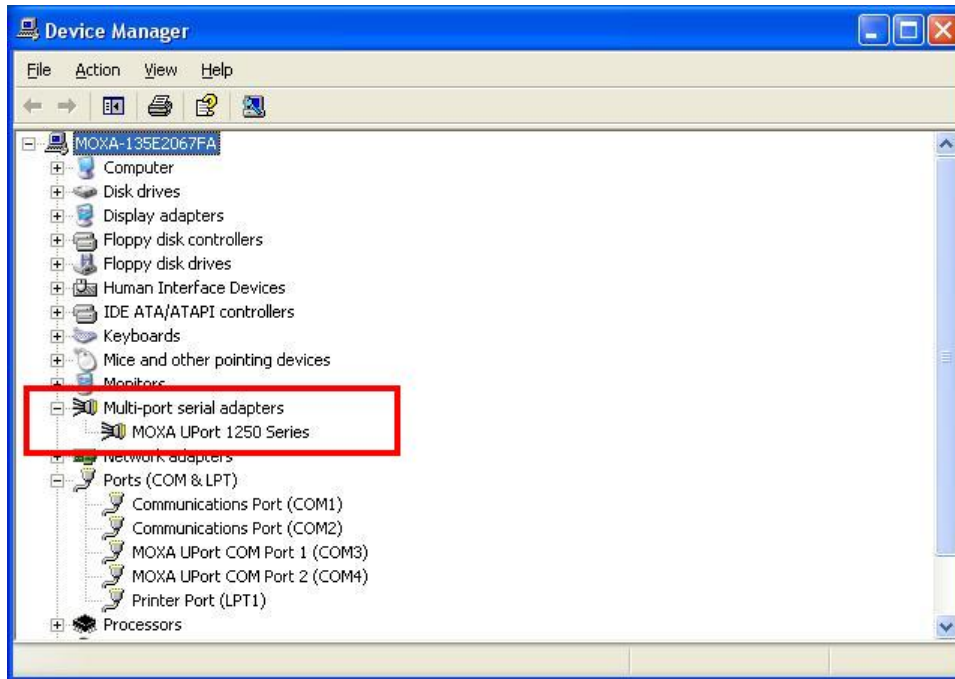 Device Manager
File Action View Help
MOXA-135E2067FA
Computer
Disk drives
Display adapters
Floppy disk controllers
Floppy disk drives
Human Interface Devices
IDE ATA/ATAPI controllers
Keyboards
Mice and other pointing devices
Monitors
Multi-port serial adapters
MOXA UPort 1250 Series
Network adapters
Ports (COM & LPT)
Communications Port (COM1)
Communications Port (COM2)
MOXA UPort COM Port 1 (COM3)
MOXA UPort COM Port 2 (COM4)
Printer Port (LPT1)
Processors